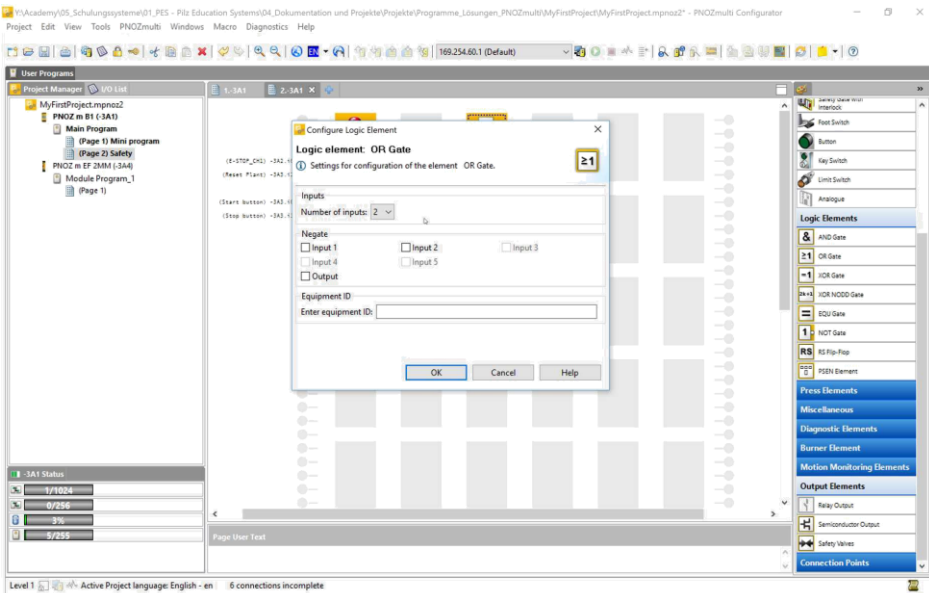 Y:\Academy\05_Schulungssysteme\01_PES - Pilz Education Systems\04_Dokumentation und Projekte\Projekte\Programme_Lösungen_PNOZmulti\MyFirstProject\MyFirstProject.mpnoz2* - PNOZmulti Configurator
Project Edit View Tools PNOZmulti Windows Macro Diagnostics Help
EN
169.254.60.1 (Default)
User Programs
Project Manager I/O List
1.-3A1 2.-3A1
MyFirstProject.mpnoz2
PNOZ m B1 (-3A1)
Main Program
(Page 1) Mini program
(Page 2) Safety
PNOZ m EF 2MM (-3A4)
Module Program_1
(Page 1)
(Reset Plant) -3A3.
(Start button) -3A3.
(Stop button) -3A3.
Configure Logic Element
Logic element: OR Gate
Settings for configuration of the element OR Gate.
≥1
Inputs
Number of inputs: 2
Negate
Input 1 Input 2 Input 3
Input 4 Input 5
Output
Equipment ID
Enter equipment ID:
OK Cancel Help
Safety Gate with
Interlock
Foot Switch
Button
Key Switch
Limit Switch
Analogue
Logic Elements
& AND Gate
≥1 OR Gate
=1 XOR Gate
XOR NODD Gate
= EQU Gate
1 NOT Gate
RS RS Flip-Flop
PSEN Element
Press Elements
Miscellaneous
Diagnostic Elements
Burner Element
Motion Monitoring Elements
Output Elements
Relay Output
Semiconductor Output
Safety Valves
Connection Points
-3A1 Status
1/1024
0/256
3%
5/255
Page User Text
Level 1 Active Project language: English - en 6 connections incomplete